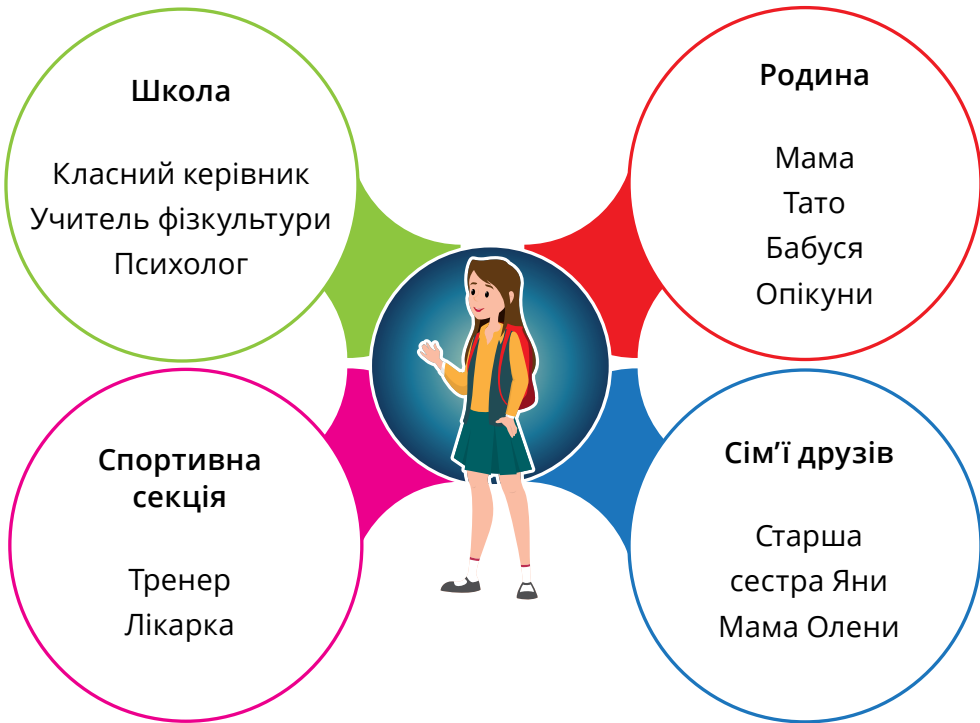 Школа
Класний керівник
Учитель фізкультури
Психолог
Родина
Мама
Тато
Бабуся
Опікуни
Спортивна
секція
Тренер
Лікарка
Сім’ї друзів
Старша
сестра Яни
Мама Олени